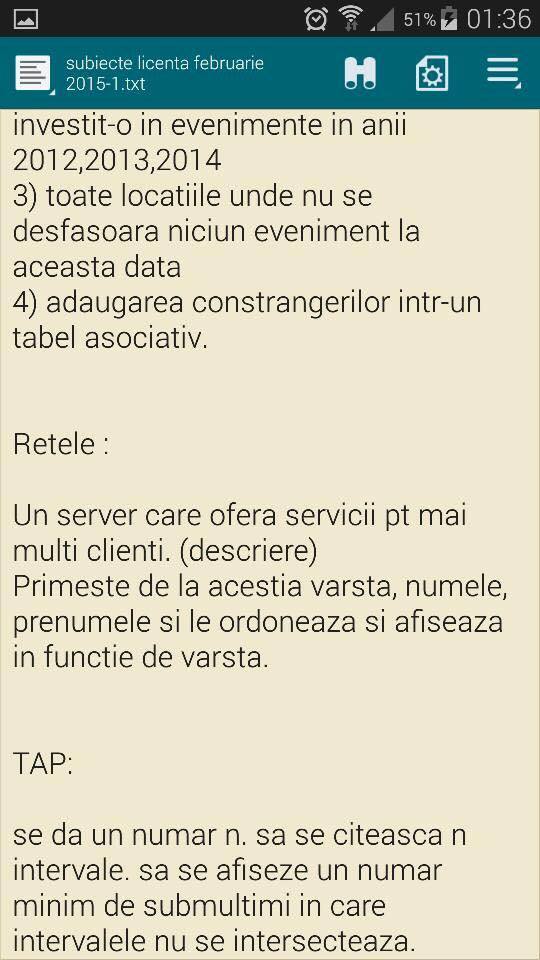 51% 01:36
subiecte licenta februarie
2015-1.txt
investit-o in evenimente in anii
2012,2013,2014
3) toate locatiile unde nu se
desfasoara niciun eveniment la
aceasta data
4) adaugarea constrangerilor intr-un
tabel asociativ.
Retele :
Un server care ofera servicii pt mai
multi clienti. (descriere)
Primeste de la acestia varsta, numele,
prenumele si le ordoneaza si afiseaza
in functie de varsta.
TAP:
se da un numar n. sa se citeasca n
intervale. sa se afiseze un numar
minim de submultimi in care
intervalele nu se intersecteaza.